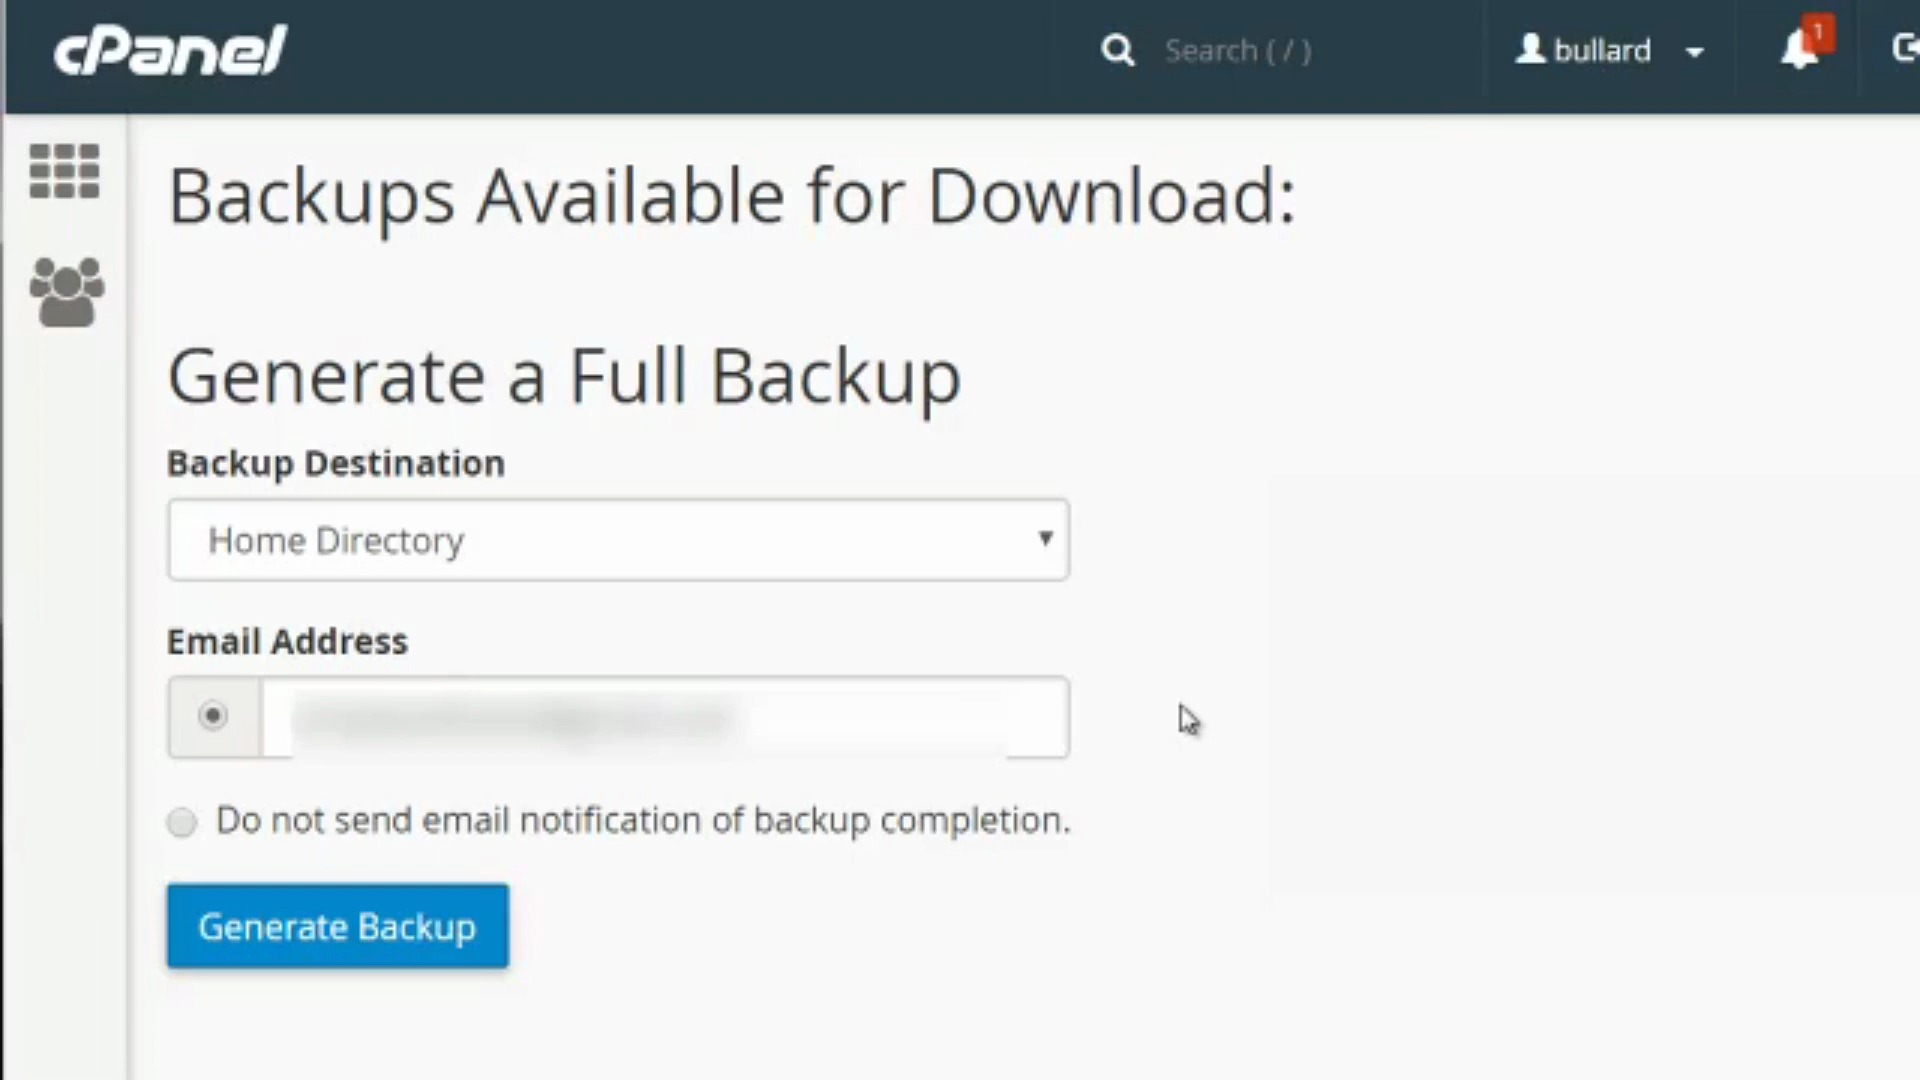 cPanel
Search ( / )
bullard
1
Backups Available for Download:
Generate a Full Backup
Backup Destination
Home Directory
Email Address
Do not send email notification of backup completion.
Generate Backup